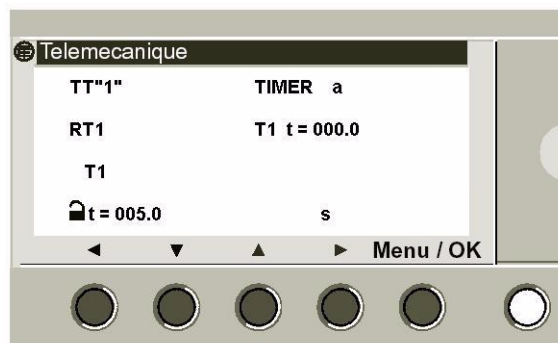 Telemecanique
TT"1" TIMER a
RT1 T1 t = 000.0
T1
t = 005.0 s
Menu / OK